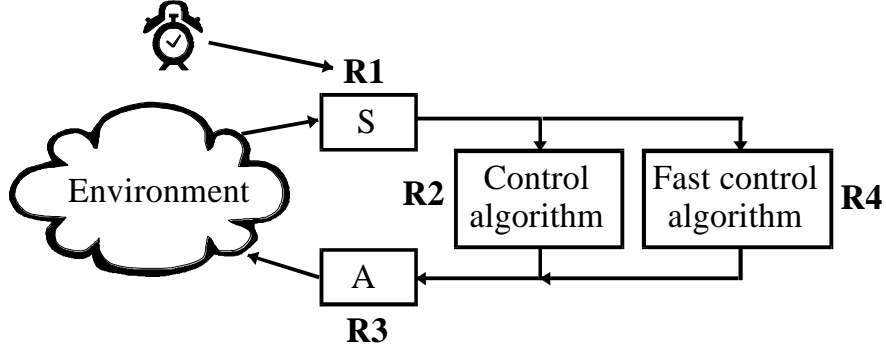 R1
S
Environment
R2
Control
algorithm
Fast control
algorithm
R4
A
R3